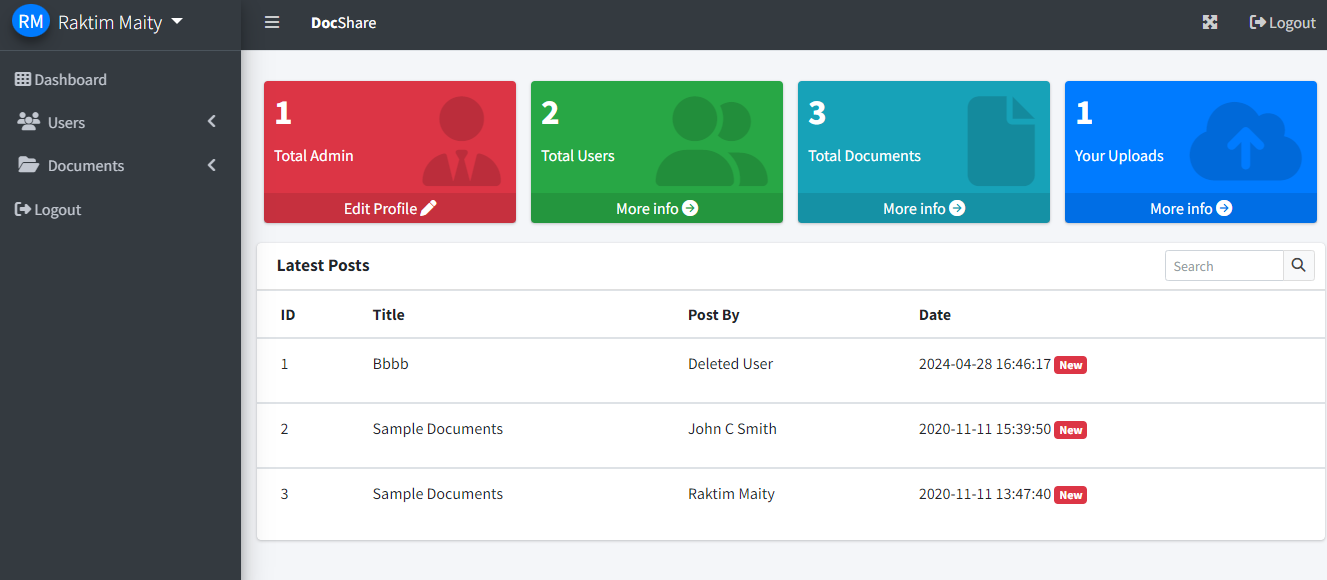 RM Raktim Maity
DocShare
Logout
Dashboard
Users
Documents
Logout
1
Total Admin
Edit Profile
2
Total Users
More info
3
Total Documents
More info
1
Your Uploads
More info
Latest Posts
Search
ID Title Post By Date
1 Bbbb Deleted User 2024-04-28 16:46:17 New
2 Sample Documents John C Smith 2020-11-11 15:39:50 New
3 Sample Documents Raktim Maity 2020-11-11 13:47:40 New